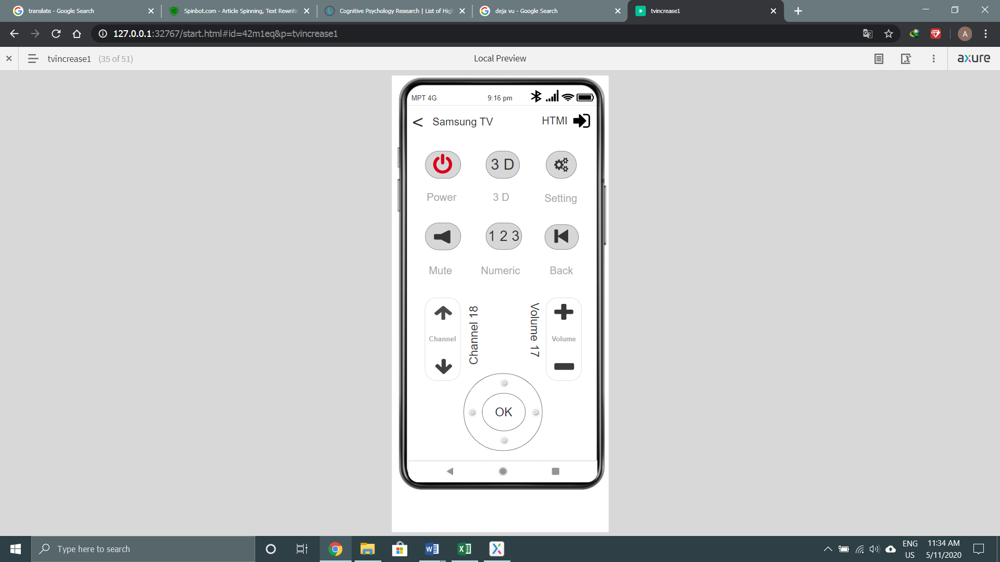 translate - Google Search
Spinbot.com - Article Spinning, Text Rewriti
Cognitive Psychology Research | List of High
deja vu - Google Search
tvincrease1
127.0.0.1:32767/start.html#id=42m1eq&p=tvincrease1
A
tvincrease1 (35 of 51)
Local Preview
axure
MPT 4G
9:16 pm
< Samsung TV
HTMI
3 D
Power
3 D
Setting
1 2 3
Mute
Numeric
Back
Channel
Channel 18
Volume 17
Volume
OK
Type here to search
ENG
US
11:34 AM
5/11/2020